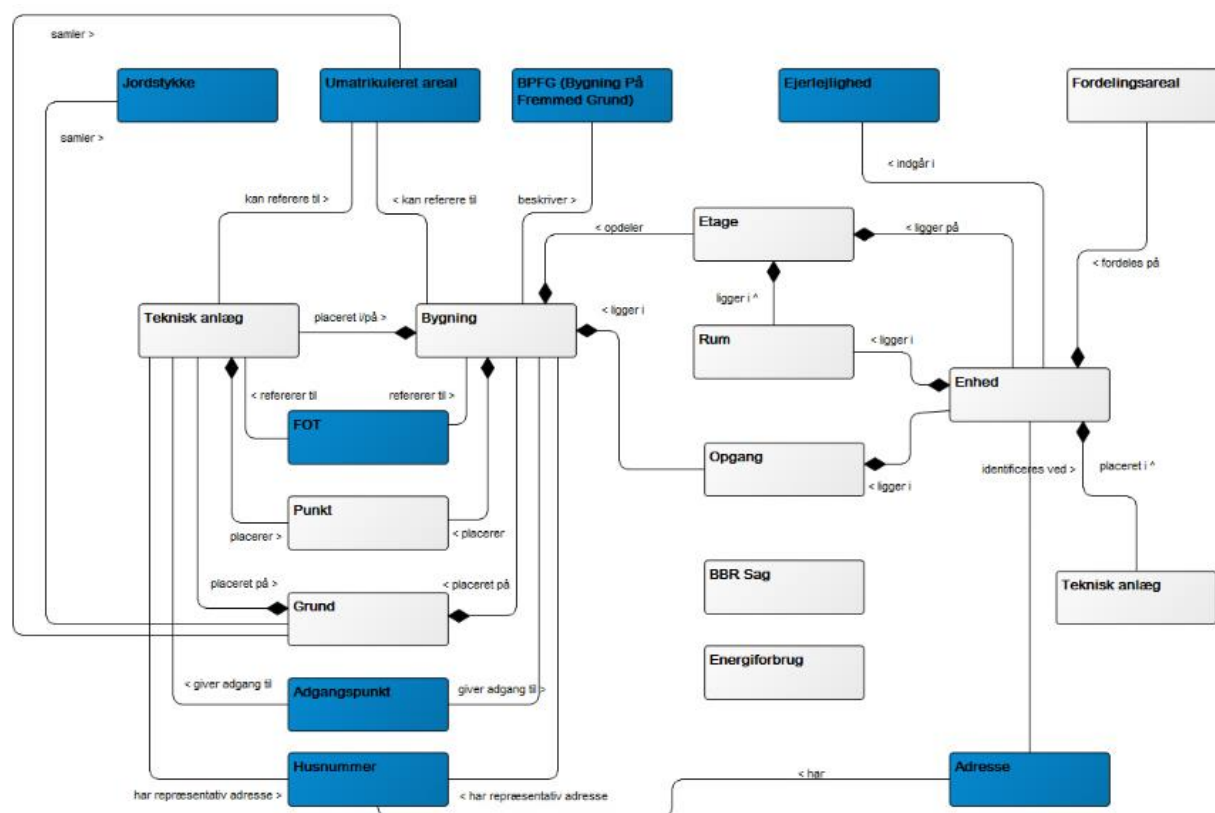 samler >
Jordstykke
Umatrikuleret areal
BPFG (Bygning På
Fremmed Grund)
Ejerlejlighed
Fordelingsareal
samler >
< indgår i
kan referere til >
< kan referere til
beskriver >
Etage
< opdeler
< ligger på
< fordeles på
ligger i ^
Teknisk anlæg
placeret i/på >
Bygning
< ligger i
Rum
< ligger i
Enhed
< refererer til
refererer til >
FOT
Opgang
identificeres ved >
placeret i ^
< ligger i
Punkt
placerer >
< placerer
BBR Sag
Teknisk anlæg
placeret på >
< placeret på
Grund
Energiforbrug
< giver adgang til
Adgangspunkt
giver adgang til >
Husnummer
Adresse
< har
har repræsentativ adresse >
< har repræsentativ adresse